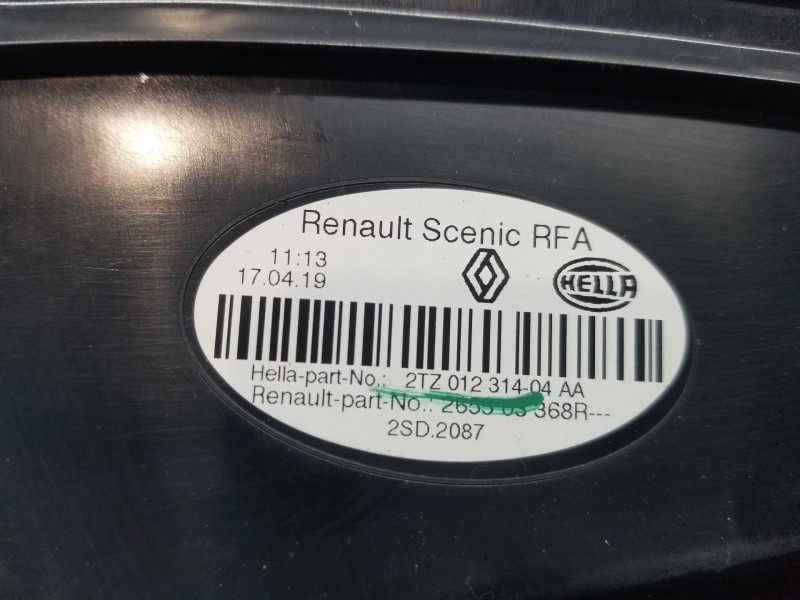 Renault Scenic RFA
11:13
17.04.19
HELLA
Hella-part-No.: 2TZ 012 314-04 AA
Renault-part-No.: 368R---
2SD.2087